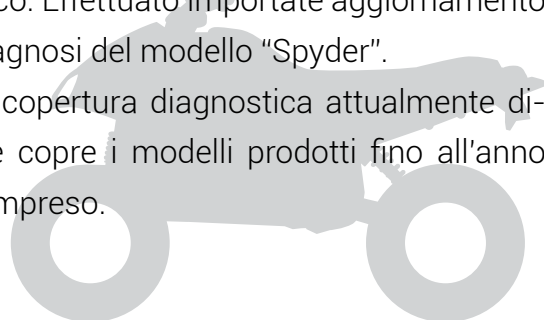 co. Effettuato importate aggiornamento
agnosi del modello “Spyder”.
copertura diagnostica attualmente di-
e copre i modelli prodotti fino all'anno
mpreso.